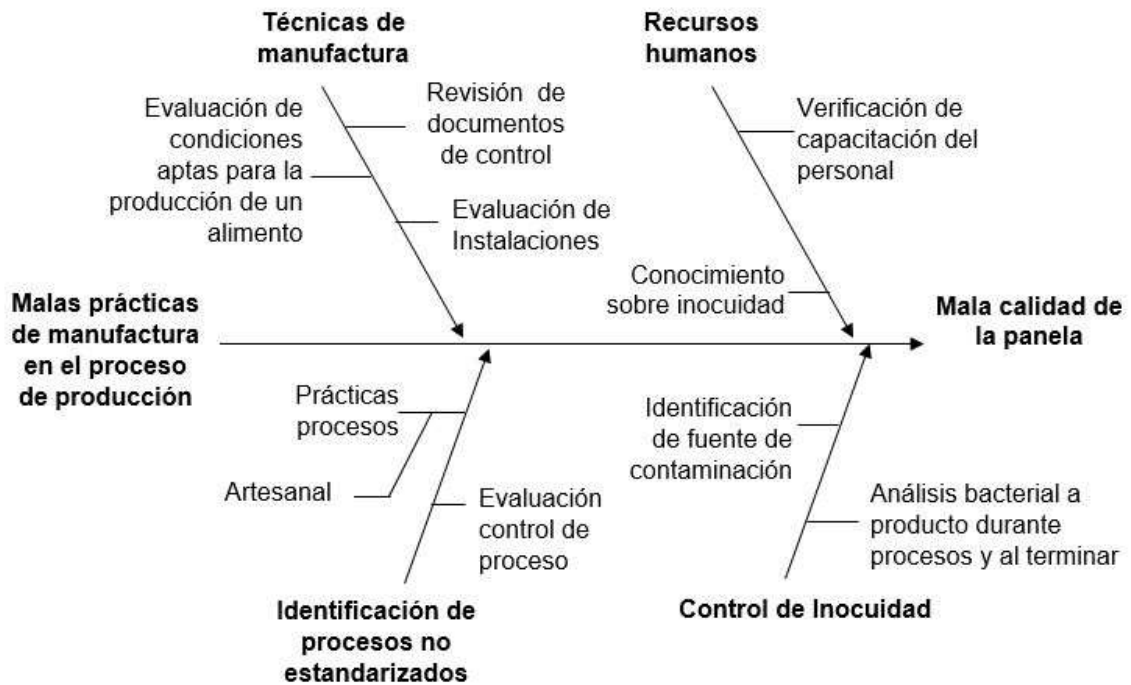 Técnicas de
manufactura
Recursos
humanos
Evaluación de
condiciones
aptas para la
producción de un
alimento
Revisión de
documentos
de control
Evaluación de
Instalaciones
Verificación de
capacitación del
personal
Conocimiento
sobre inocuidad
Malas prácticas
de manufactura
en el proceso
de producción
Mala calidad de
la panela
Prácticas
procesos
Artesanal
Evaluación
control de
proceso
Identificación
de fuente de
contaminación
Análisis bacterial a
producto durante
procesos y al terminar
Identificación de
procesos no
estandarizados
Control de Inocuidad